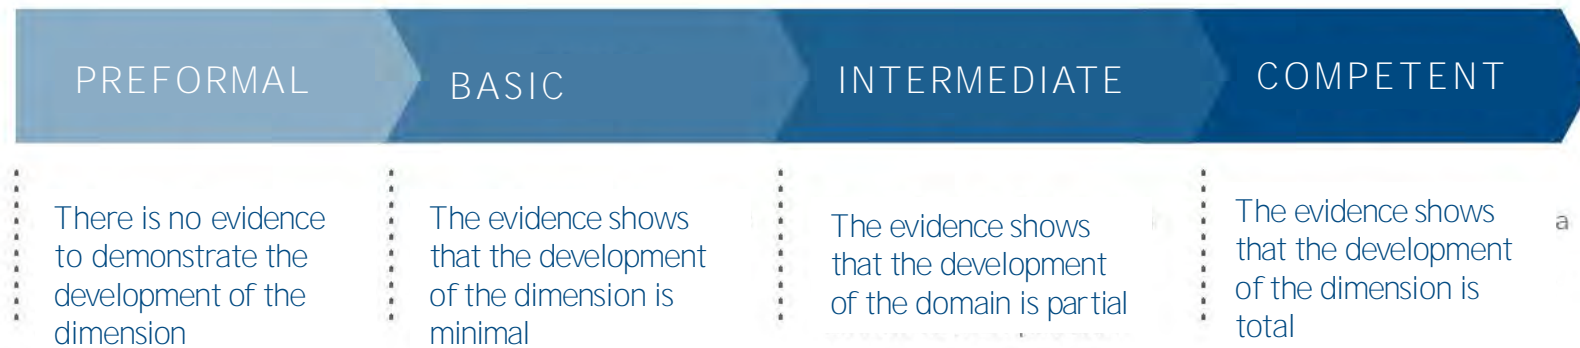 PREFORMAL
BASIC
INTERMEDIATE
COMPETENT
There is no evidence
to demonstrate the
development of the
dimension
The evidence shows
that the development
of the dimension is
minimal
The evidence shows
that the development
of the domain is partial
The evidence shows
that the development
of the dimension is
total
a